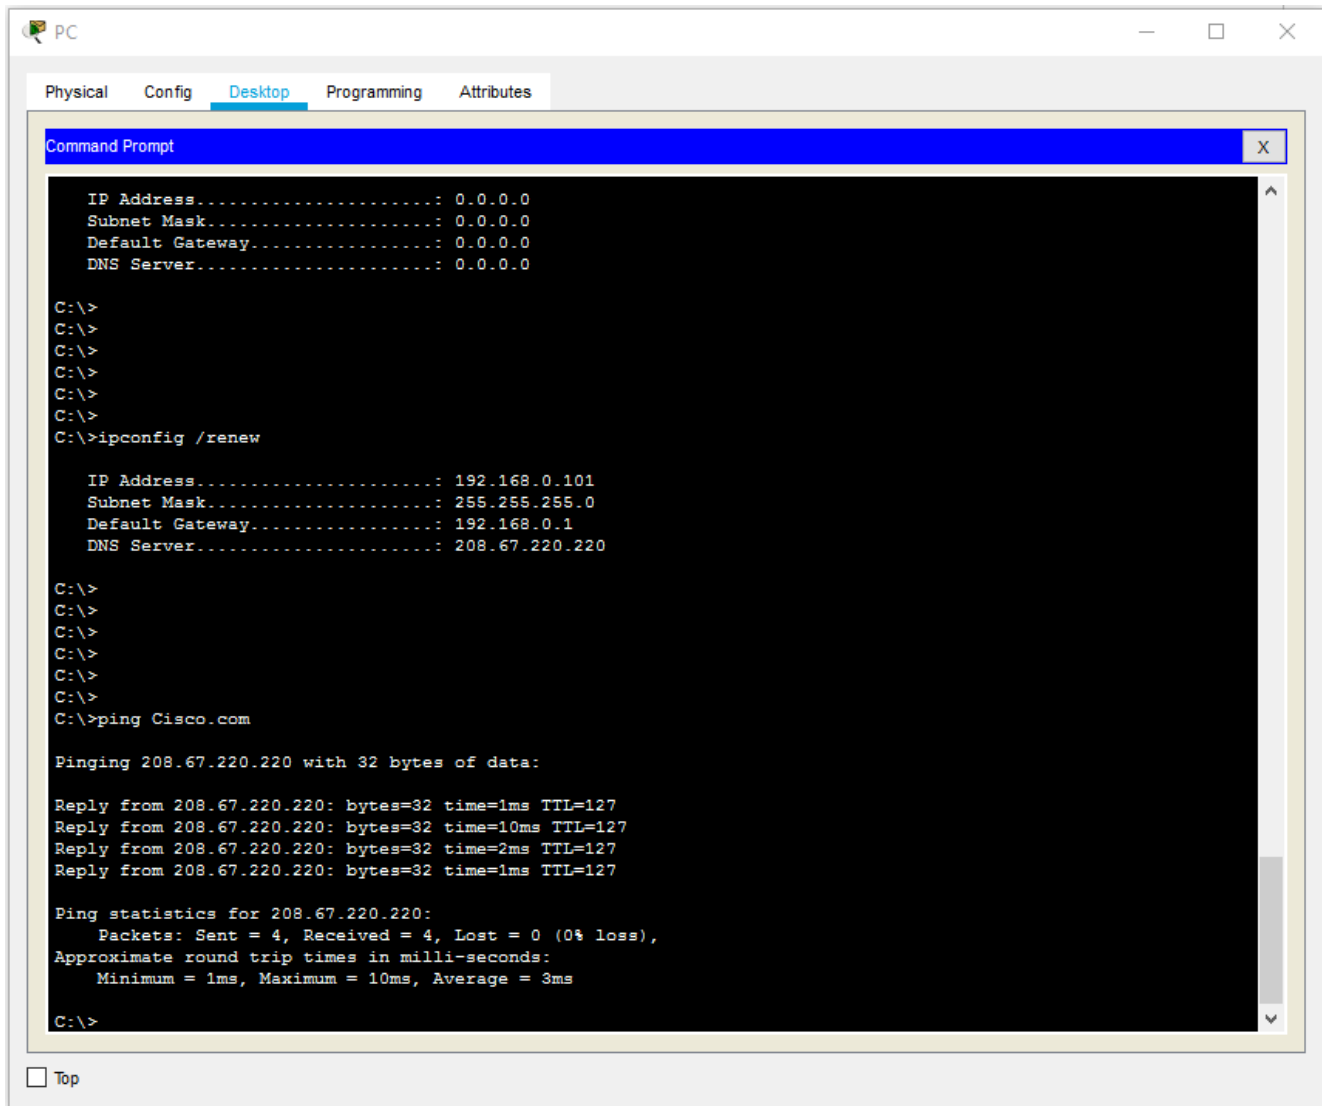 PC
Physical Config Desktop Programming Attributes
Command Prompt X
IP Address......................: 0.0.0.0
Subnet Mask.....................: 0.0.0.0
Default Gateway.................: 0.0.0.0
DNS Server......................: 0.0.0.0
C:\>
C:\>
C:\>
C:\>
C:\>
C:\>
C:\>ipconfig /renew
IP Address......................: 192.168.0.101
Subnet Mask.....................: 255.255.255.0
Default Gateway.................: 192.168.0.1
DNS Server......................: 208.67.220.220
C:\>
C:\>
C:\>
C:\>
C:\>
C:\>
C:\>ping Cisco.com
Pinging 208.67.220.220 with 32 bytes of data:
Reply from 208.67.220.220: bytes=32 time=1ms TTL=127
Reply from 208.67.220.220: bytes=32 time=10ms TTL=127
Reply from 208.67.220.220: bytes=32 time=2ms TTL=127
Reply from 208.67.220.220: bytes=32 time=1ms TTL=127
Ping statistics for 208.67.220.220:
Packets: Sent = 4, Received = 4, Lost = 0 (0% loss),
Approximate round trip times in milli-seconds:
Minimum = 1ms, Maximum = 10ms, Average = 3ms
C:\>
Top